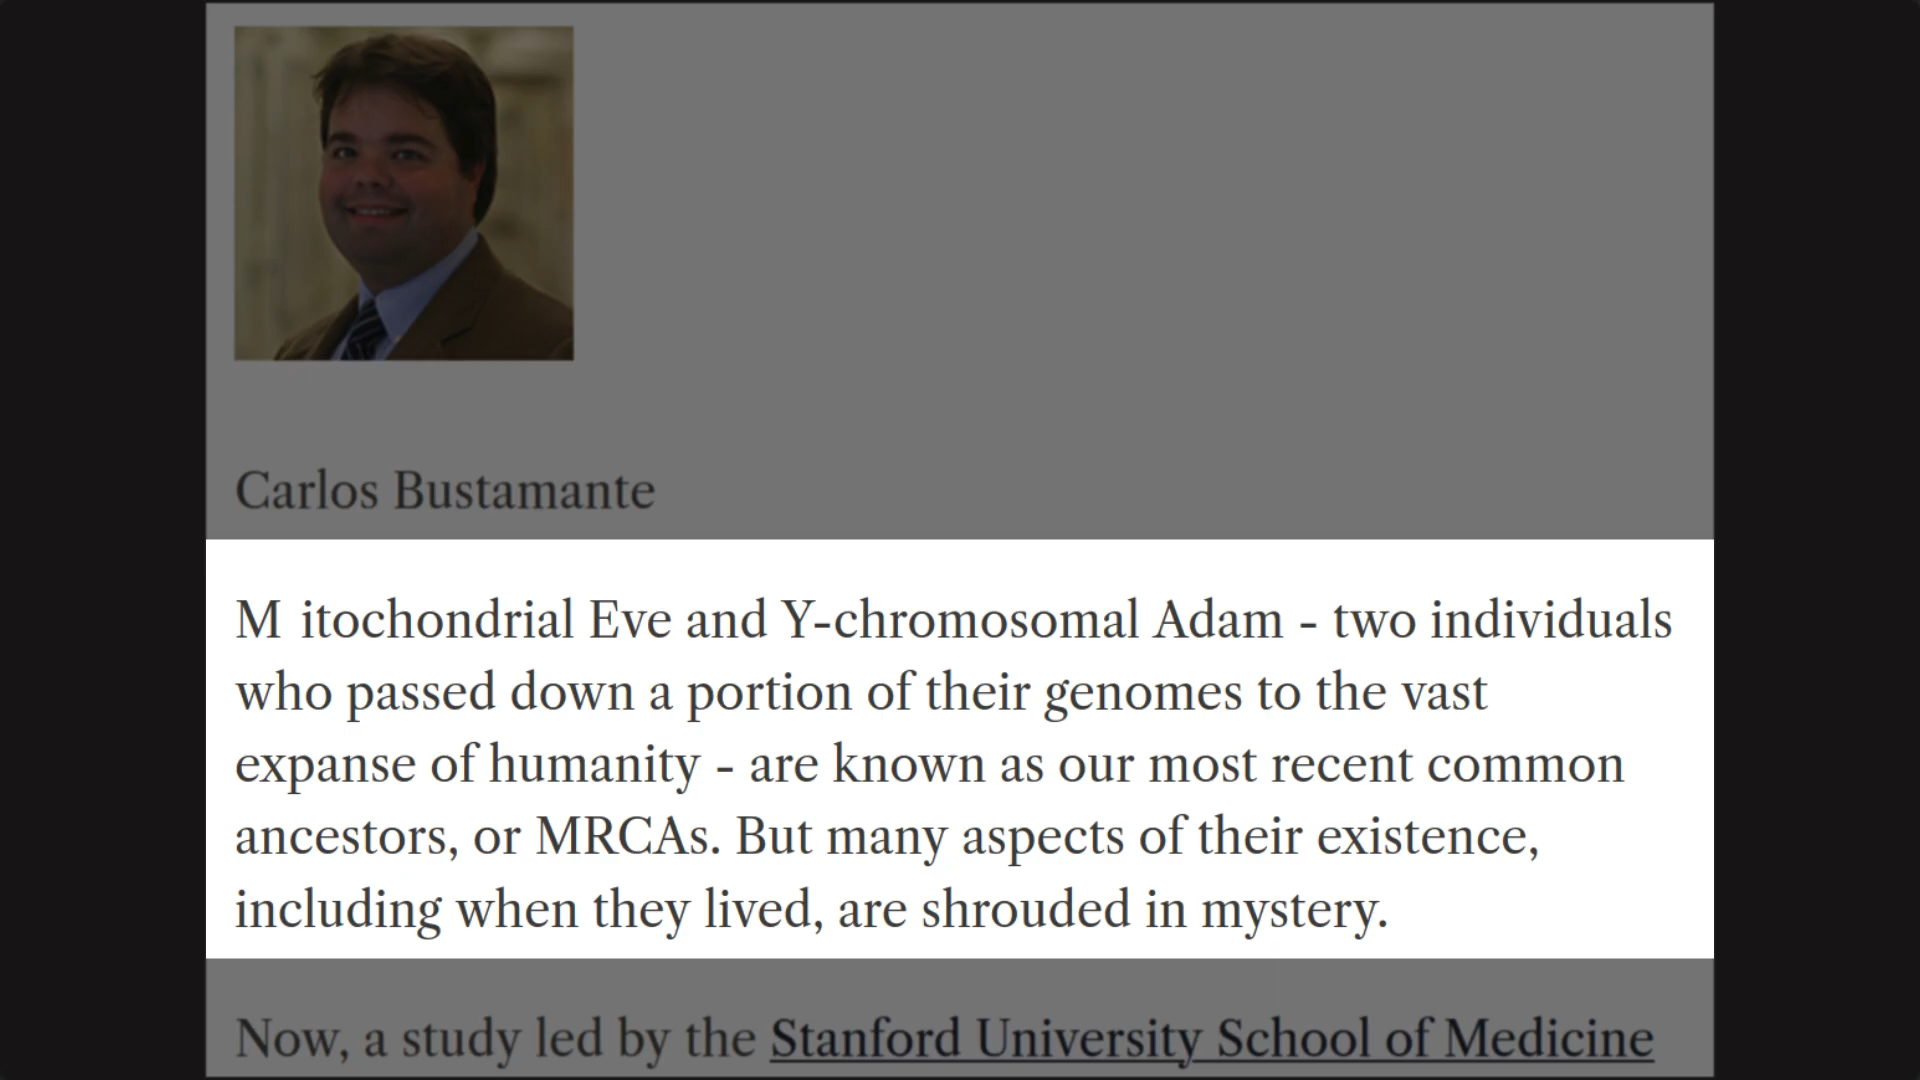 Carlos Bustamante
M itochondrial Eve and Y-chromosomal Adam - two individuals
who passed down a portion of their genomes to the vast
expanse of humanity - are known as our most recent common
ancestors, or MRCAs. But many aspects of their existence,
including when they lived, are shrouded in mystery.
Now, a study led by the Stanford University School of Medicine